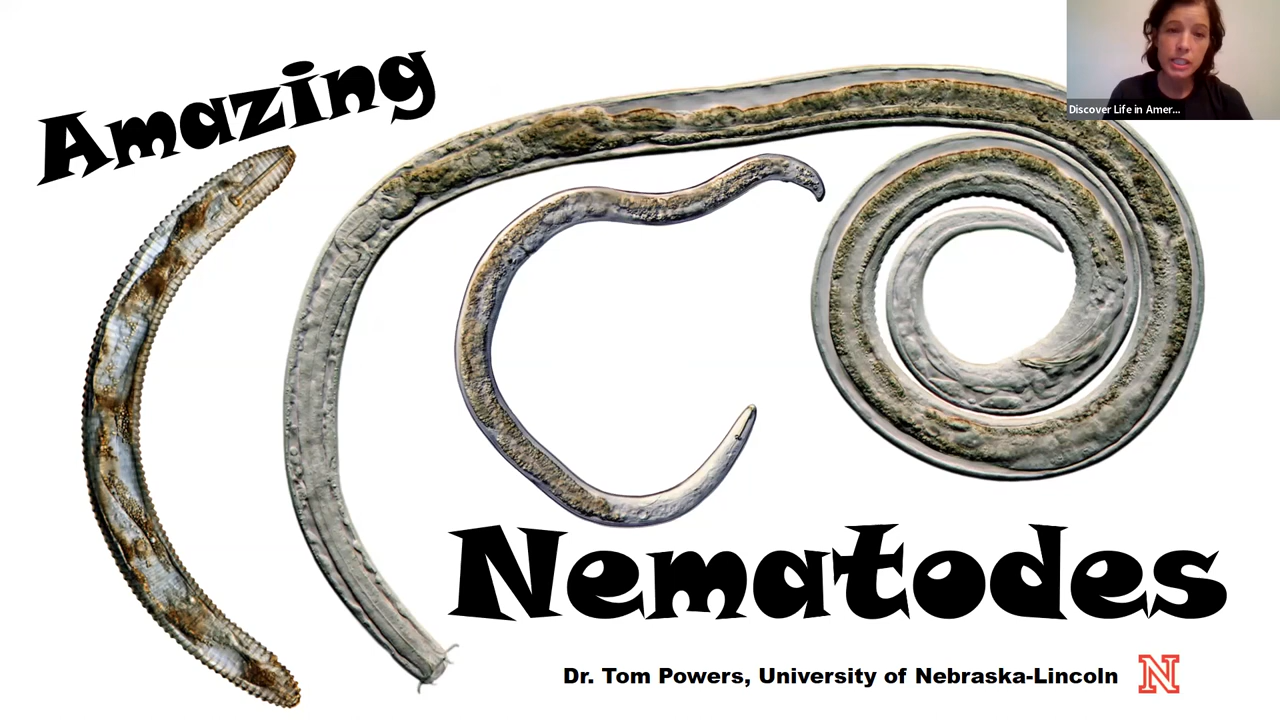 Amazing
Discover Life in Amer...
Nematodes
Dr. Tom Powers, University of Nebraska-Lincoln
N